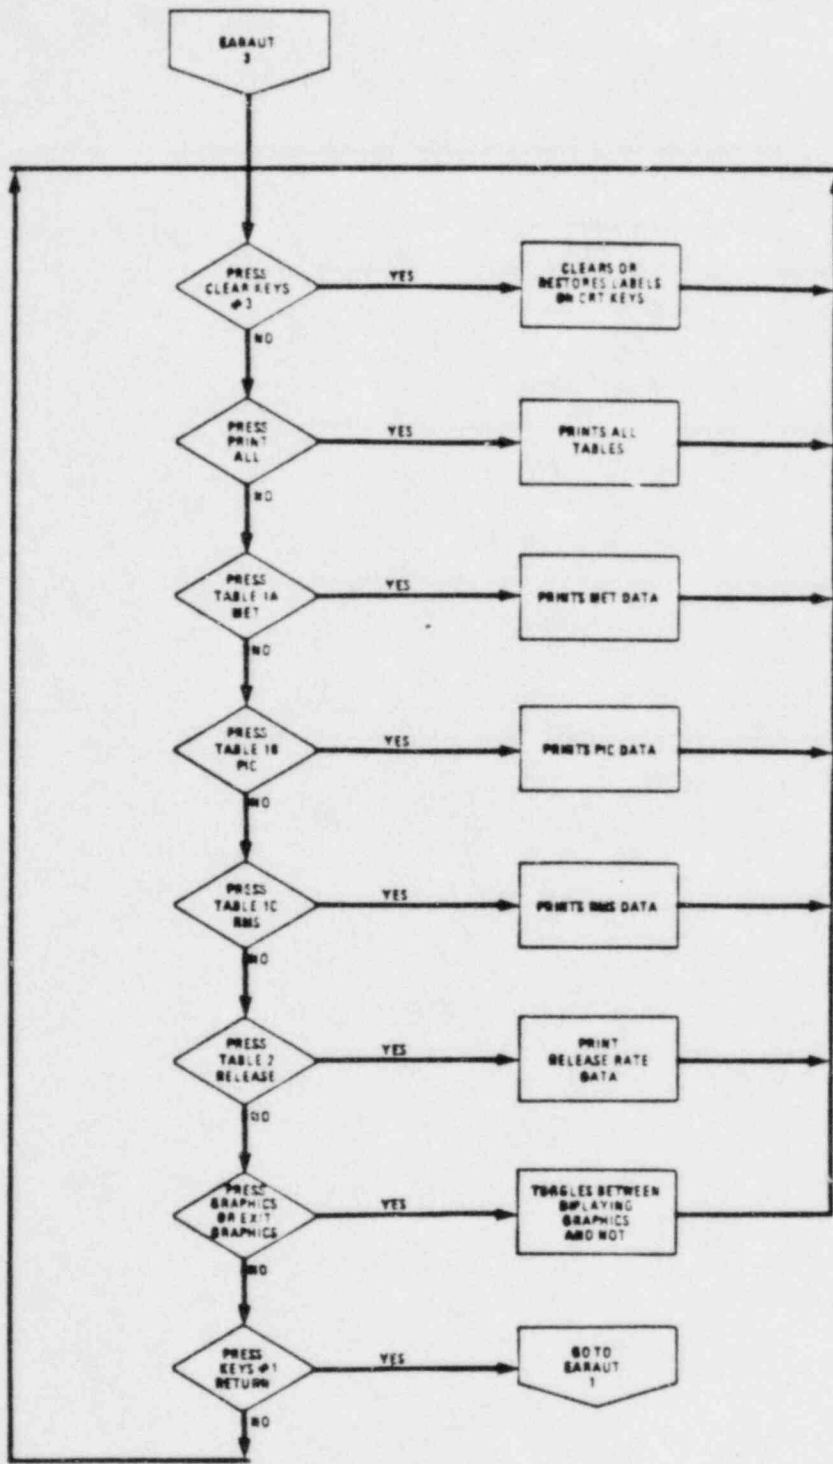 EARAUT
3
PRESS
CLEAR KEYS
#3
YES
CLEARS OR
RESTORES LABELS
ON CRT KEYS
NO
PRESS
PRINT
ALL
YES
PRINTS ALL
TABLES
NO
PRESS
TABLE 1A
MET
YES
PRINTS MET DATA
NO
PRESS
TABLE 1B
PIC
YES
PRINTS PIC DATA
NO
PRESS
TABLE 1C
RMS
YES
PRINTS RMS DATA
NO
PRESS
TABLE 2
RELEASE
YES
PRINT
RELEASE RATE
DATA
NO
PRESS
GRAPHICS
OR EXIT
GRAPHICS
YES
TOGGLES BETWEEN
DIPLAYING
GRAPHICS
AND NOT
NO
PRESS
KEYS #1
RETURN
YES
GO TO
EARAUT
1
NO